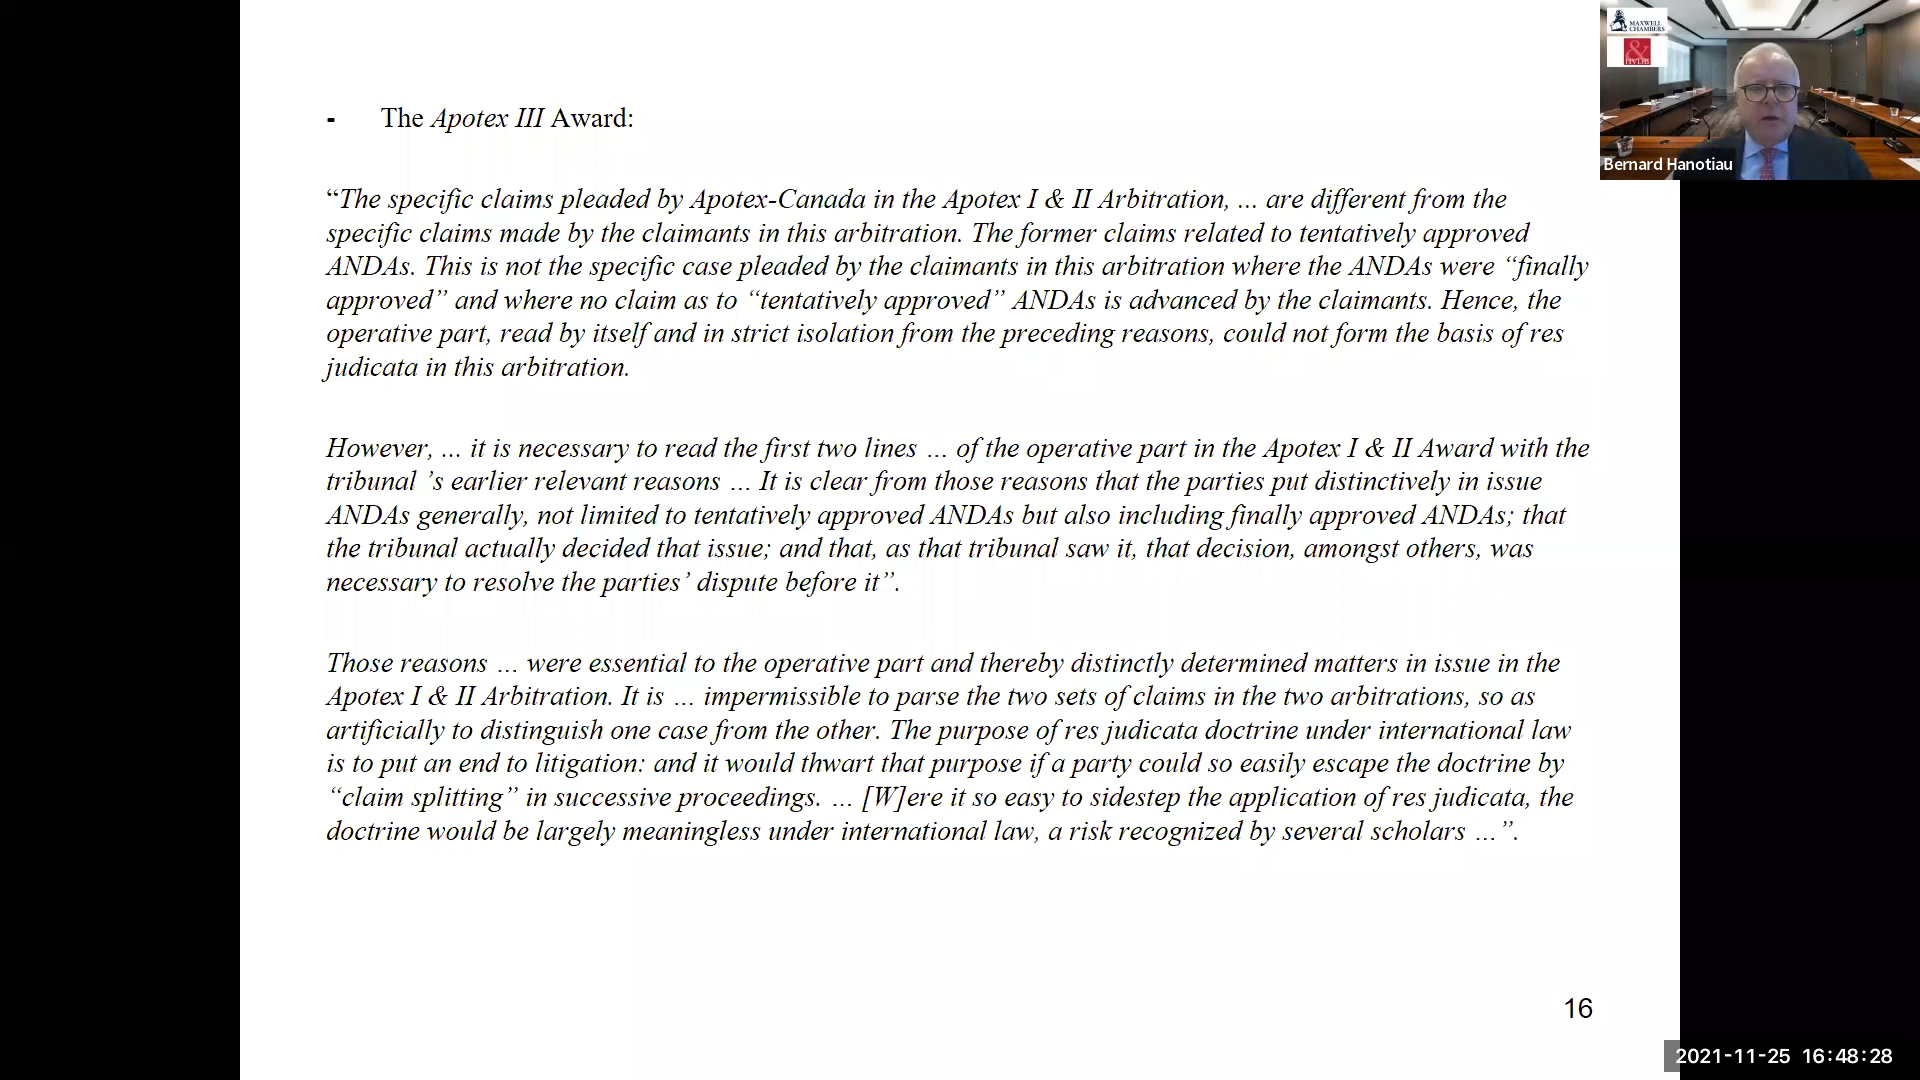 - The Apotex III Award:
“The specific claims pleaded by Apotex-Canada in the Apotex I & II Arbitration, ... are different from the
specific claims made by the claimants in this arbitration. The former claims related to tentatively approved
ANDAs. This is not the specific case pleaded by the claimants in this arbitration where the ANDAs were “finally
approved” and where no claim as to “tentatively approved” ANDAs is advanced by the claimants. Hence, the
operative part, read by itself and in strict isolation from the preceding reasons, could not form the basis of res
judicata in this arbitration.
However, ... it is necessary to read the first two lines … of the operative part in the Apotex I & II Award with the
tribunal ’s earlier relevant reasons … It is clear from those reasons that the parties put distinctively in issue
ANDAs generally, not limited to tentatively approved ANDAs but also including finally approved ANDAs; that
the tribunal actually decided that issue; and that, as that tribunal saw it, that decision, amongst others, was
necessary to resolve the parties’ dispute before it”.
Those reasons … were essential to the operative part and thereby distinctly determined matters in issue in the
Apotex I & II Arbitration. It is … impermissible to parse the two sets of claims in the two arbitrations, so as
artificially to distinguish one case from the other. The purpose of res judicata doctrine under international law
is to put an end to litigation: and it would thwart that purpose if a party could so easily escape the doctrine by
“claim splitting” in successive proceedings. … [W]ere it so easy to sidestep the application of res judicata, the
doctrine would be largely meaningless under international law, a risk recognized by several scholars …”.
16
MAXWELL
CHAMBERS
&
HVDB
Bernard Hanotiau
2021-11-25 16:48:28